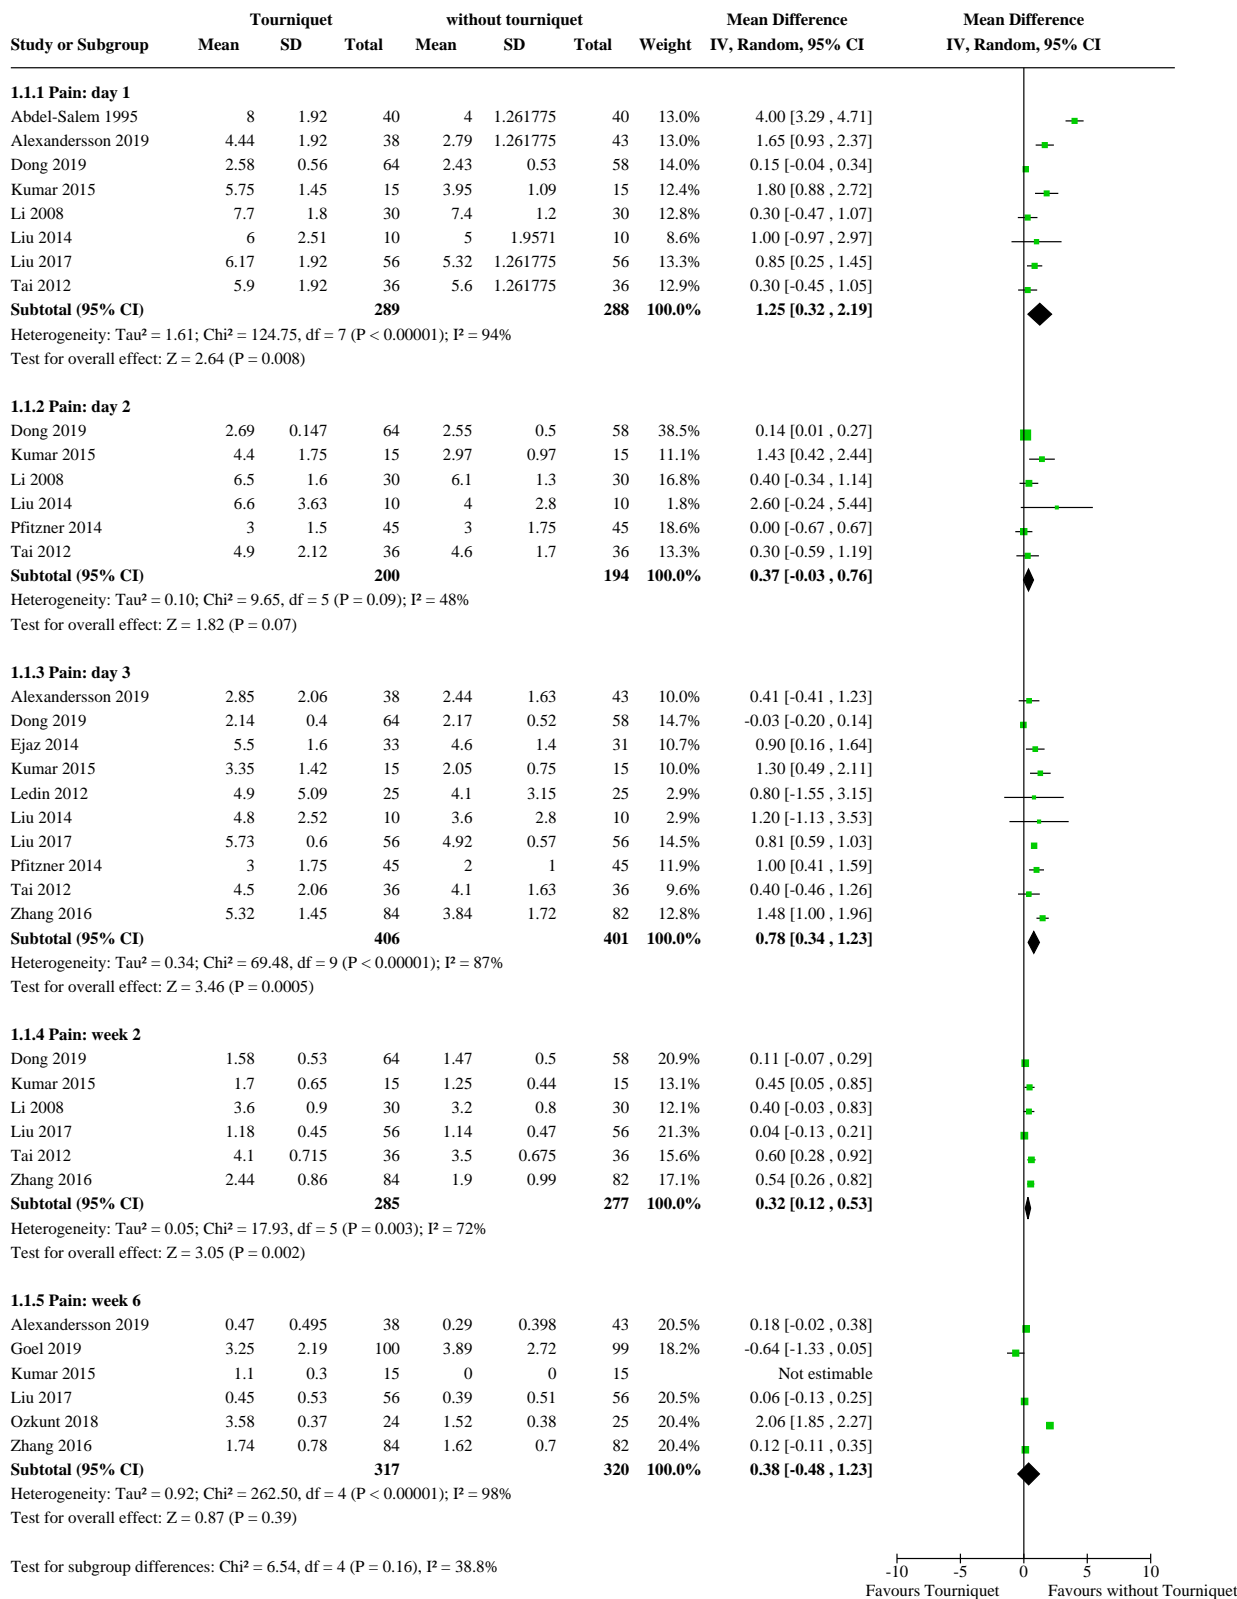 Tourniquet without tourniquet Mean Difference Mean Difference
Study or Subgroup Mean SD Total Mean SD Total Weight IV, Random, 95% CI IV, Random, 95% CI
1.1.1 Pain: day 1
Abdel-Salem 1995 8 1.92 40 4 1.261775 40 13.0% 4.00 [3.29 , 4.71]
Alexandersson 2019 4.44 1.92 38 2.79 1.261775 43 13.0% 1.65 [0.93 , 2.37]
Dong 2019 2.58 0.56 64 2.43 0.53 58 14.0% 0.15 [-0.04 , 0.34]
Kumar 2015 5.75 1.45 15 3.95 1.09 15 12.4% 1.80 [0.88 , 2.72]
Li 2008 7.7 1.8 30 7.4 1.2 30 12.8% 0.30 [-0.47 , 1.07]
Liu 2014 6 2.51 10 5 1.9571 10 8.6% 1.00 [-0.97 , 2.97]
Liu 2017 6.17 1.92 56 5.32 1.261775 56 13.3% 0.85 [0.25 , 1.45]
Tai 2012 5.9 1.92 36 5.6 1.261775 36 12.9% 0.30 [-0.45 , 1.05]
Subtotal (95% CI) 289 288 100.0% 1.25 [0.32 , 2.19]
Heterogeneity: Tau² = 1.61; Chi² = 124.75, df = 7 (P < 0.00001); I² = 94%
Test for overall effect: Z = 2.64 (P = 0.008)
1.1.2 Pain: day 2
Dong 2019 2.69 0.147 64 2.55 0.5 58 38.5% 0.14 [0.01 , 0.27]
Kumar 2015 4.4 1.75 15 2.97 0.97 15 11.1% 1.43 [0.42 , 2.44]
Li 2008 6.5 1.6 30 6.1 1.3 30 16.8% 0.40 [-0.34 , 1.14]
Liu 2014 6.6 3.63 10 4 2.8 10 1.8% 2.60 [-0.24 , 5.44]
Pfitzner 2014 3 1.5 45 3 1.75 45 18.6% 0.00 [-0.67 , 0.67]
Tai 2012 4.9 2.12 36 4.6 1.7 36 13.3% 0.30 [-0.59 , 1.19]
Subtotal (95% CI) 200 194 100.0% 0.37 [-0.03 , 0.76]
Heterogeneity: Tau² = 0.10; Chi² = 9.65, df = 5 (P = 0.09); I² = 48%
Test for overall effect: Z = 1.82 (P = 0.07)
1.1.3 Pain: day 3
Alexandersson 2019 2.85 2.06 38 2.44 1.63 43 10.0% 0.41 [-0.41 , 1.23]
Dong 2019 2.14 0.4 64 2.17 0.52 58 14.7% -0.03 [-0.20 , 0.14]
Ejaz 2014 5.5 1.6 33 4.6 1.4 31 10.7% 0.90 [0.16 , 1.64]
Kumar 2015 3.35 1.42 15 2.05 0.75 15 10.0% 1.30 [0.49 , 2.11]
Ledin 2012 4.9 5.09 25 4.1 3.15 25 2.9% 0.80 [-1.55 , 3.15]
Liu 2014 4.8 2.52 10 3.6 2.8 10 2.9% 1.20 [-1.13 , 3.53]
Liu 2017 5.73 0.6 56 4.92 0.57 56 14.5% 0.81 [0.59 , 1.03]
Pfitzner 2014 3 1.75 45 2 1 45 11.9% 1.00 [0.41 , 1.59]
Tai 2012 4.5 2.06 36 4.1 1.63 36 9.6% 0.40 [-0.46 , 1.26]
Zhang 2016 5.32 1.45 84 3.84 1.72 82 12.8% 1.48 [1.00 , 1.96]
Subtotal (95% CI) 406 401 100.0% 0.78 [0.34 , 1.23]
Heterogeneity: Tau² = 0.34; Chi² = 69.48, df = 9 (P < 0.00001); I² = 87%
Test for overall effect: Z = 3.46 (P = 0.0005)
1.1.4 Pain: week 2
Dong 2019 1.58 0.53 64 1.47 0.5 58 20.9% 0.11 [-0.07 , 0.29]
Kumar 2015 1.7 0.65 15 1.25 0.44 15 13.1% 0.45 [0.05 , 0.85]
Li 2008 3.6 0.9 30 3.2 0.8 30 12.1% 0.40 [-0.03 , 0.83]
Liu 2017 1.18 0.45 56 1.14 0.47 56 21.3% 0.04 [-0.13 , 0.21]
Tai 2012 4.1 0.715 36 3.5 0.675 36 15.6% 0.60 [0.28 , 0.92]
Zhang 2016 2.44 0.86 84 1.9 0.99 82 17.1% 0.54 [0.26 , 0.82]
Subtotal (95% CI) 285 277 100.0% 0.32 [0.12 , 0.53]
Heterogeneity: Tau² = 0.05; Chi² = 17.93, df = 5 (P = 0.003); I² = 72%
Test for overall effect: Z = 3.05 (P = 0.002)
1.1.5 Pain: week 6
Alexandersson 2019 0.47 0.495 38 0.29 0.398 43 20.5% 0.18 [-0.02 , 0.38]
Goel 2019 3.25 2.19 100 3.89 2.72 99 18.2% -0.64 [-1.33 , 0.05]
Kumar 2015 1.1 0.3 15 0 0 15 Not estimable
Liu 2017 0.45 0.53 56 0.39 0.51 56 20.5% 0.06 [-0.13 , 0.25]
Ozkunt 2018 3.58 0.37 24 1.52 0.38 25 20.4% 2.06 [1.85 , 2.27]
Zhang 2016 1.74 0.78 84 1.62 0.7 82 20.4% 0.12 [-0.11 , 0.35]
Subtotal (95% CI) 317 320 100.0% 0.38 [-0.48 , 1.23]
Heterogeneity: Tau² = 0.92; Chi² = 262.50, df = 4 (P < 0.00001); I² = 98%
Test for overall effect: Z = 0.87 (P = 0.39)
Test for subgroup differences: Chi² = 6.54, df = 4 (P = 0.16), I² = 38.8%
-10 -5 0 5 10
Favours Tourniquet Favours without Tourniquet